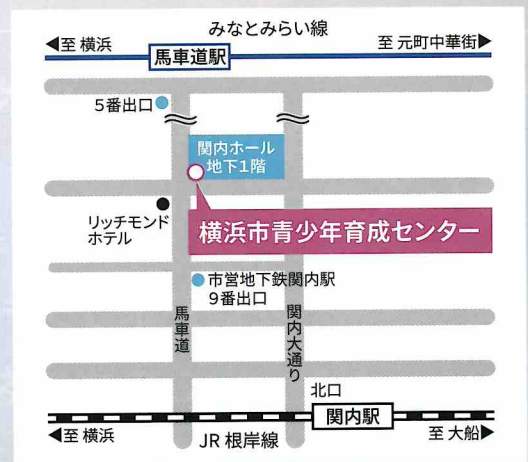 みなとみらい線
◀至 横浜
至 元町中華街▶
馬車道駅
5番出口
関内ホール
地下1階
リッチモンド
ホテル
横浜市青少年育成センター
市営地下鉄関内駅
9番出口
馬車道
関内大通り
北口
関内駅
◀至 横浜
JR 根岸線
至 大船▶